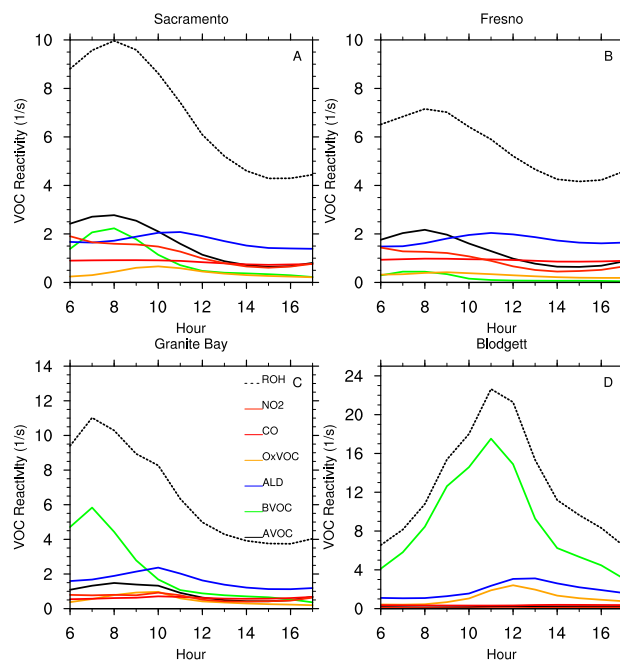 Sacramento
Fresno
10
8
6
4
2
0
VOC Reactivity (1/s)
A
6 8 10 12 14 16
Hour
10
8
6
4
2
0
VOC Reactivity (1/s)
B
6 8 10 12 14 16
Hour
Granite Bay
Blodgett
14
12
10
8
6
4
2
0
VOC Reactivity (1/s)
C
ROH
NO2
CO
OxVOC
ALD
BVOC
AVOC
6 8 10 12 14 16
Hour
24
20
16
12
8
4
0
VOC Reactivity (1/s)
D
6 8 10 12 14 16
Hour